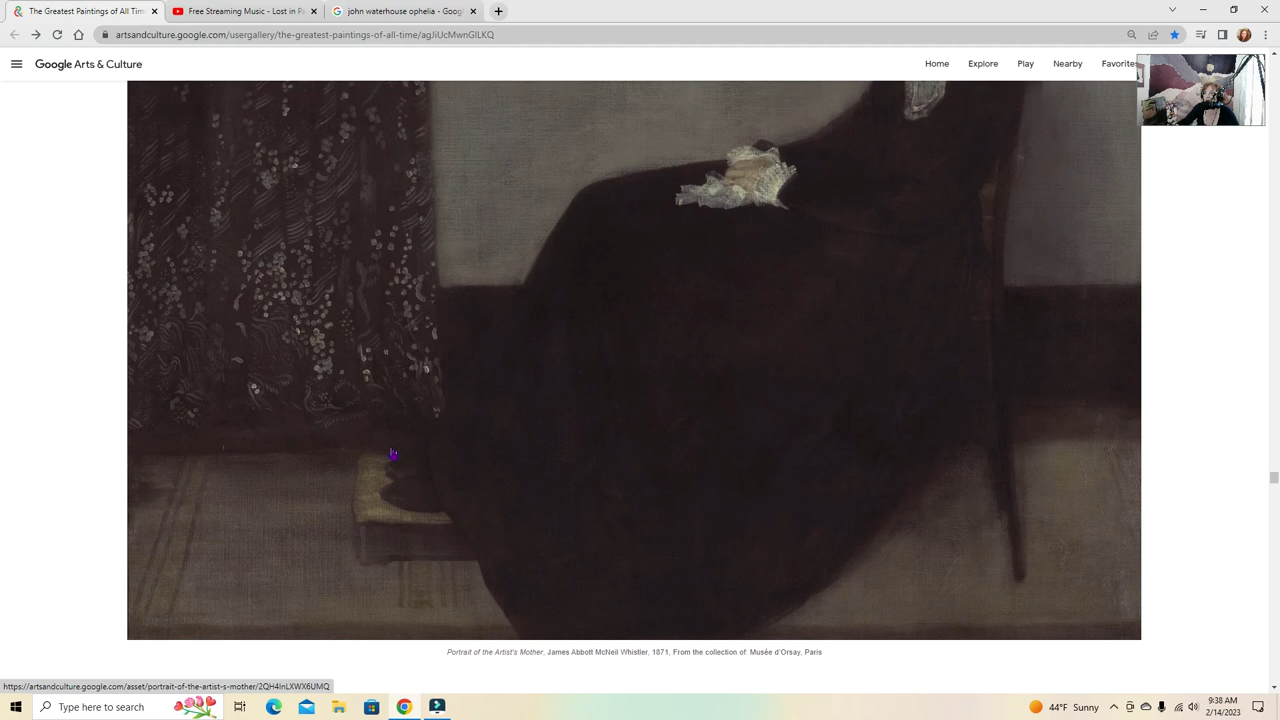 The Greatest Paintings of All Tim
Free Streaming Music - Lost in Fi
john waterhouse ophelia - Goog
artsandculture.google.com/usergallery/the-greatest-paintings-of-all-time/agJiUcMwnGlLKQ
Google Arts & Culture
Home
Explore
Play
Nearby
Favorites
Portrait of the Artist's Mother, James Abbott McNeil Whistler, 1871, From the collection of: Musée d'Orsay, Paris
https://artsandculture.google.com/asset/portrait-of-the-artist-s-mother/2QH4InLXWX6UMQ
Type here to search
44°F Sunny
9:38 AM
2/14/2023